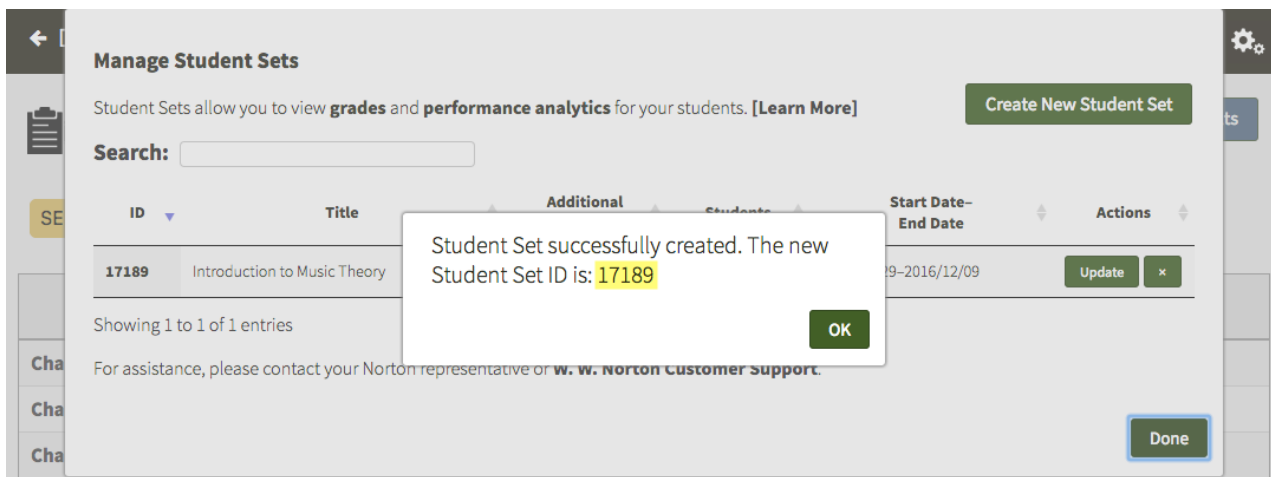 Manage Student Sets
Student Sets allow you to view grades and performance analytics for your students. [Learn More]
Create New Student Set
ts
Search:
SE
ID
Title
Additional
Students
Start Date–
End Date
Actions
Student Set successfully created. The new
Student Set ID is: 17189
OK
17189 Introduction to Music Theory 29–2016/12/09 Update ×
Showing 1 to 1 of 1 entries
For assistance, please contact your Norton representative or W. W. Norton Customer Support.
Cha
Cha
Cha
Done